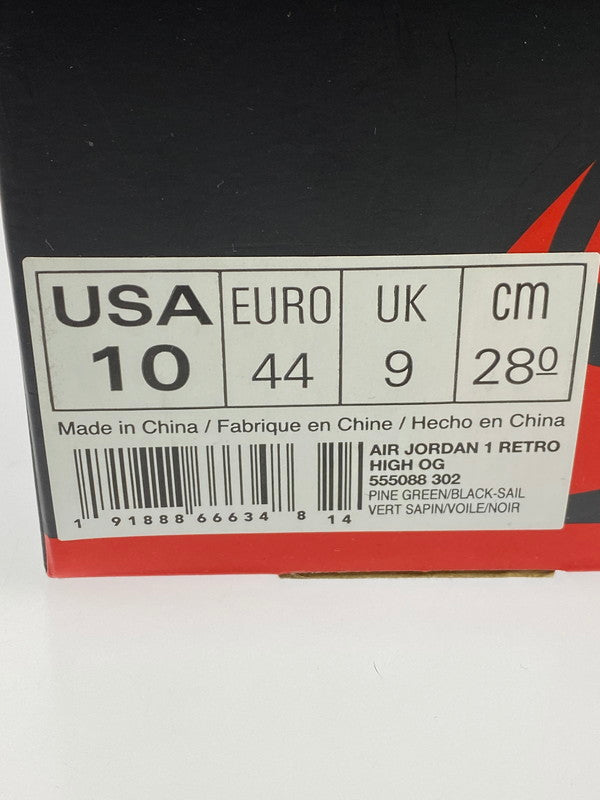 USA EURO UK cm
10 44 9 280
Made in China / Fabrique en Chine / Hecho en China
AIR JORDAN 1 RETRO
HIGH OG
555088 302
PINE GREEN/BLACK-SAIL
VERT SAPIN/VOILE/NOIR
1 91888 66634 8 14